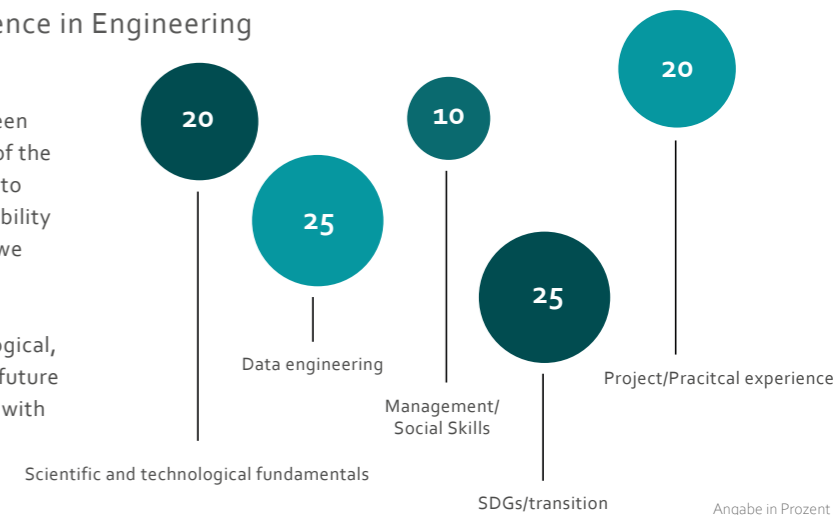 ence in Engineering
een
of the
to
bility
we
ogical,
future
with
20
Scientific and technological fundamentals
25
Data engineering
10
Management/
Social Skills
25
SDGs/transition
20
Project/Pracitcal experience
Angabe in Prozent